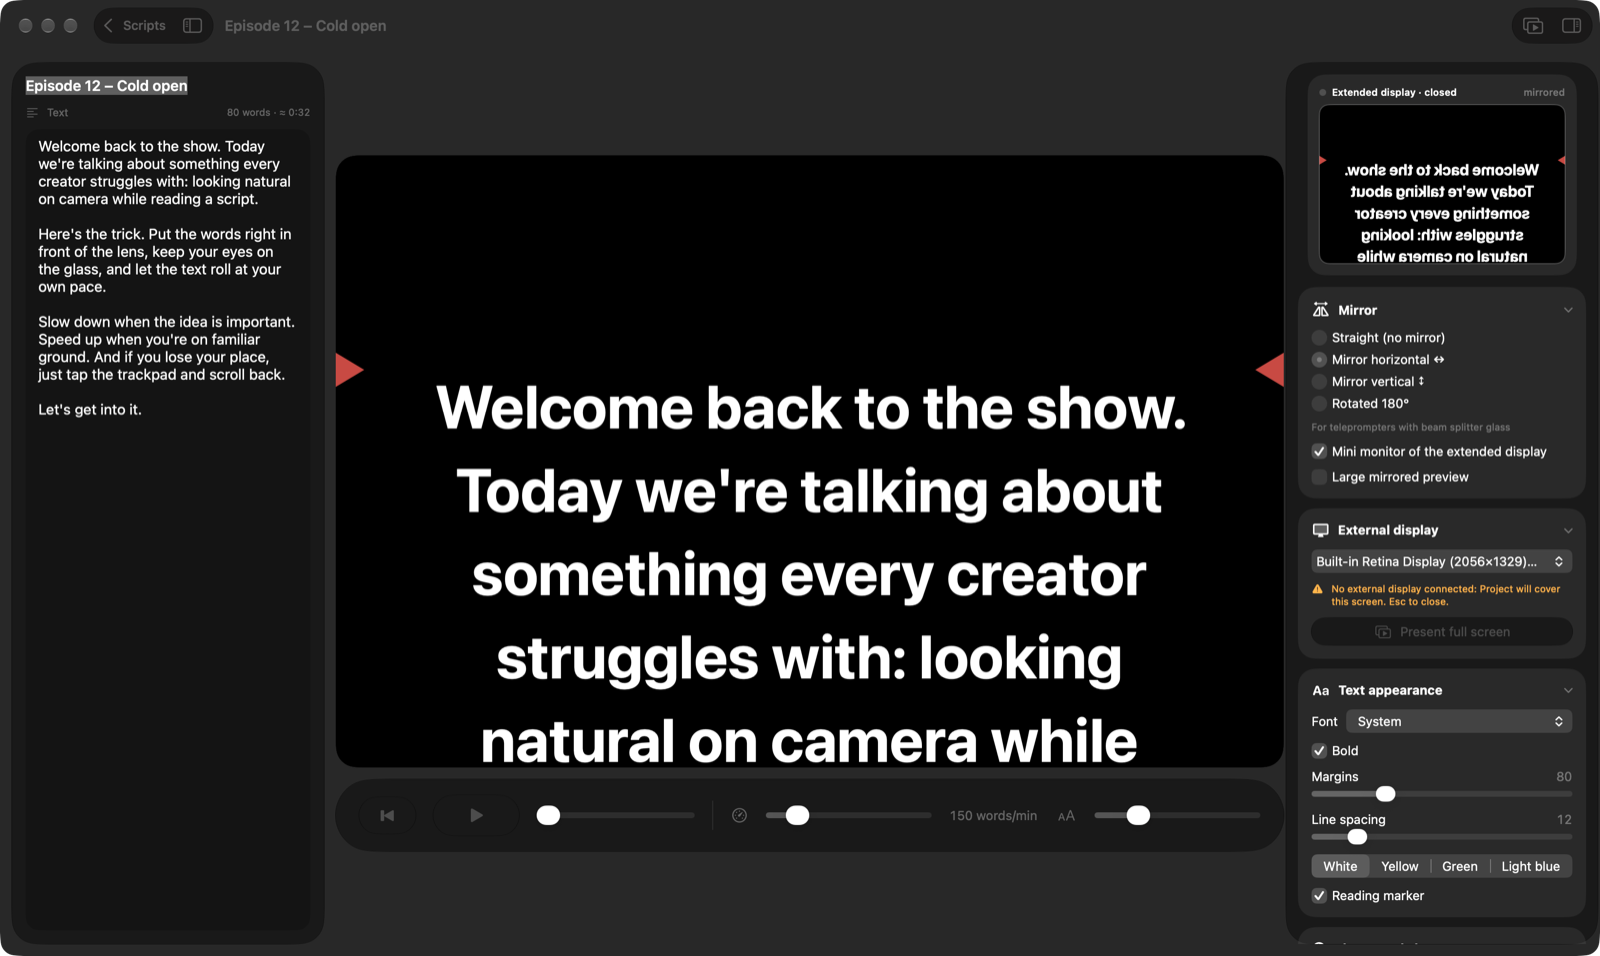 Scripts
Episode 12 – Cold open
Episode 12 – Cold open
Text
80 words · ≈ 0:32
Welcome back to the show. Today
we're talking about something every
creator struggles with: looking natural
on camera while reading a script.
Here's the trick. Put the words right in
front of the lens, keep your eyes on
the glass, and let the text roll at your
own pace.
Slow down when the idea is important.
Speed up when you're on familiar
ground. And if you lose your place,
just tap the trackpad and scroll back.
Let's get into it.
Welcome back to the show.
Today we're talking about
something every creator
struggles with: looking
natural on camera while
150 words/min
AA
Extended display · closed
mirrored
Welcome back to the show.
Today we're talking about
something every creator
struggles with: looking
natural on camera while
Mirror
Straight (no mirror)
Mirror horizontal ↔
Mirror vertical ↕
Rotated 180°
For teleprompters with beam splitter glass
Mini monitor of the extended display
Large mirrored preview
External display
Built-in Retina Display (2056×1329)...
No external display connected: Project will cover
this screen. Esc to close.
Present full screen
Aa Text appearance
Font System
Bold
Margins 80
Line spacing 12
White Yellow Green Light blue
Reading marker